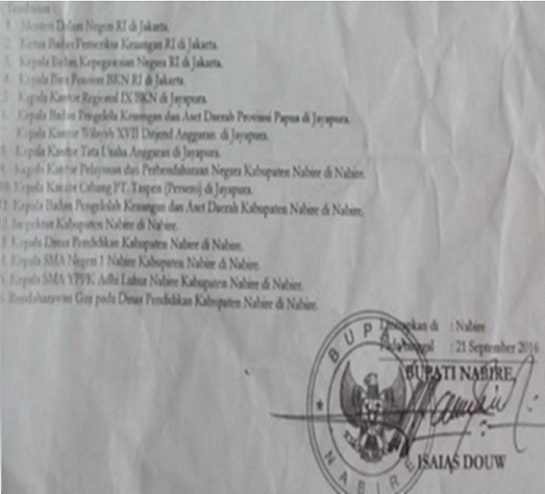 Tembusan :
1. Menteri Dalam Negeri RI di Jakarta.
2. Ketua Badan Pemeriksa Keuangan RI di Jakarta.
3. Kepala Badan Kepegawaian Negara RI di Jakarta.
4. Kepala Biro Pensiun BKN RI di Jakarta.
5. Kepala Kantor Regional IX BKN di Jayapura.
6. Kepala Badan Pengelola Keuangan dan Aset Daerah Provinsi Papua di Jayapura.
Kepala Kantor Wilayah XVII Dirjend Anggaran di Jayapura.
8. Kepala Kantor Tata Usaha Anggaran di Jayapura.
9. Kepala Kantor Pelayanan dan Perbendaharaan Negara Kabupaten Nabire di Nabire.
10. Kepala Kantor Cabang PT. Taspen (Persero) di Jayapura.
11. Kepala Badan Pengelolah Keuangan dan Aset Daerah Kabupaten Nabire di Nabire.
12. Inspektur Kabupaten Nabire di Nabire.
3. Kepala Dinas Pendidikan Kabupaten Nabire di Nabire.
4. Kepala SMA Negeri 1 Nabire Kabupaten Nabire di Nabire.
5. Kepala SMA YPPK Adhi Luhur Nabire Kabupaten Nabire di Nabire.
6. Bendaharawan Gaji pada Dinas Pendidikan Kabupaten Nabire di Nabire.
Ditetapkan di : Nabire
Pada tanggal : 21 September 2016
BUPATI NABIRE,
BUPATI
NABIRE
ISAIAS DOUW